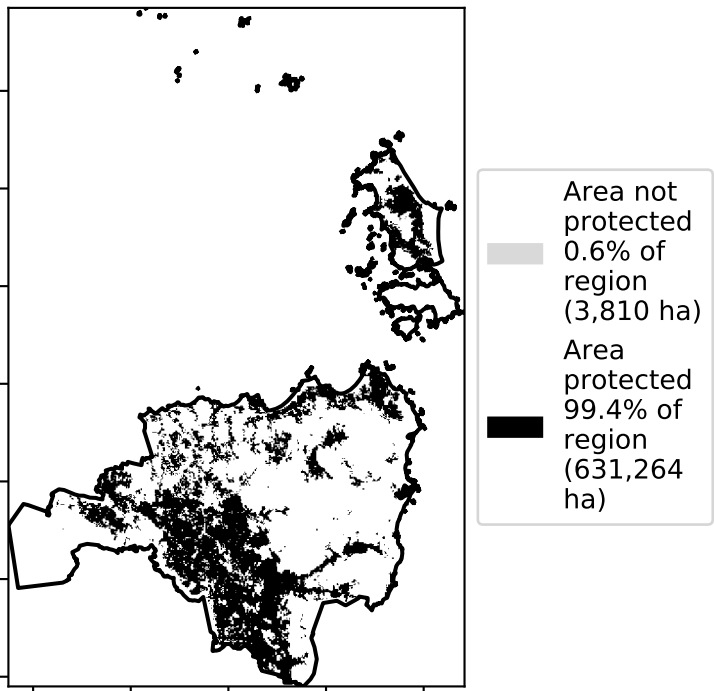 Area not
protected
0.6% of
region
(3,810 ha)
Area
protected
99.4% of
region
(631,264
ha)